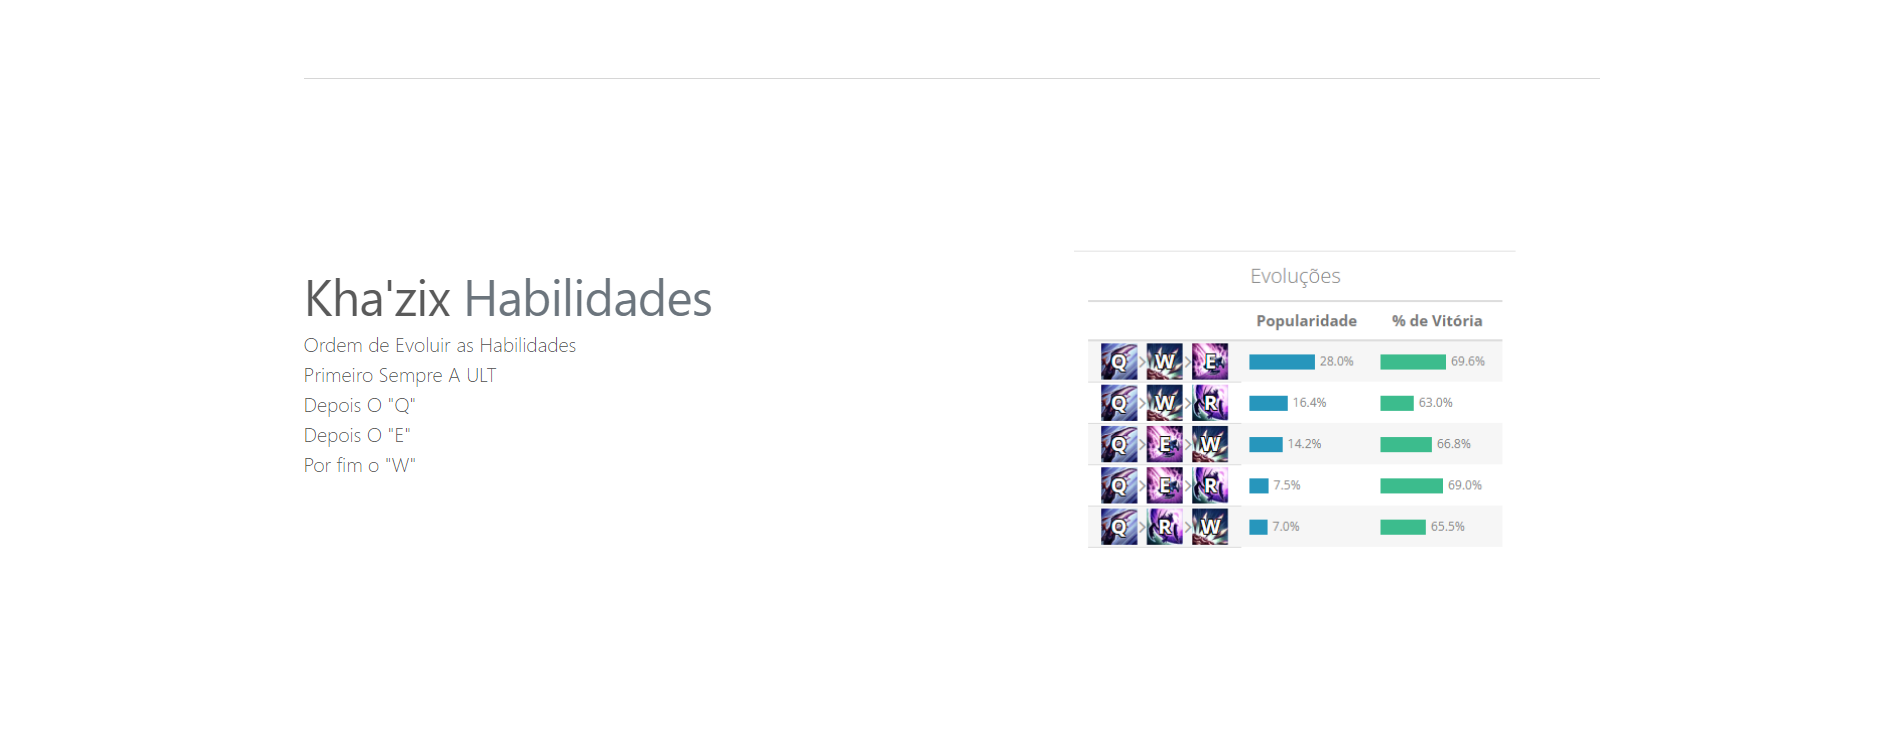 Kha'zix Habilidades
Ordem de Evoluir as Habilidades
Primeiro Sempre A ULT
Depois O "Q"
Depois O "E"
Por fim o "W"
Evoluções
Popularidade % de Vitória
Q > W > E 28.0% 69.6%
Q > W > R 16.4% 63.0%
Q > E > W 14.2% 66.8%
Q > E > R 7.5% 69.0%
Q > R > W 7.0% 65.5%